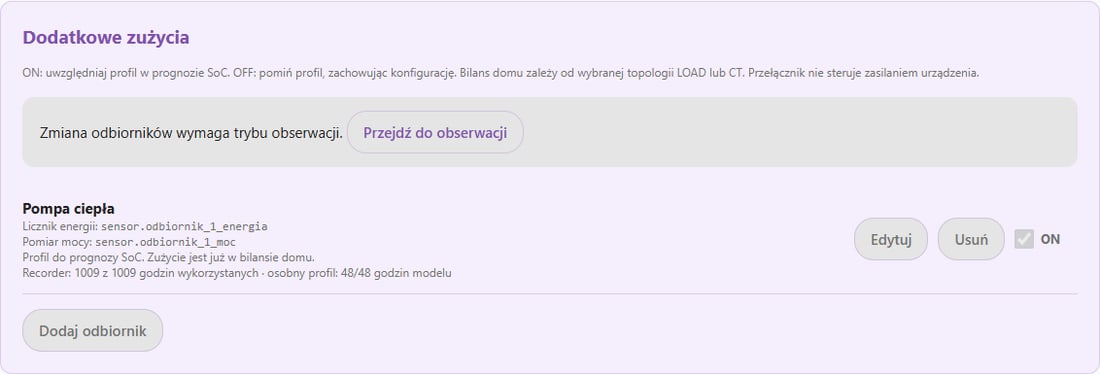 Dodatkowe zużycia
ON: uwzględniaj profil w prognozie SoC. OFF: pomiń profil, zachowując konfigurację. Bilans domu zależy od wybranej topologii LOAD lub CT. Przełącznik nie steruje zasilaniem urządzenia.
Zmiana odbiorników wymaga trybu obserwacji. Przejdź do obserwacji
Pompa ciepła
Licznik energii: sensor.odbiornik_1_energia
Pomiar mocy: sensor.odbiornik_1_moc
Profil do prognozy SoC. Zużycie jest już w bilansie domu.
Recorder: 1009 z 1009 godzin wykorzystanych · osobny profil: 48/48 godzin modelu
Edytuj Usuń ON
Dodaj odbiornik